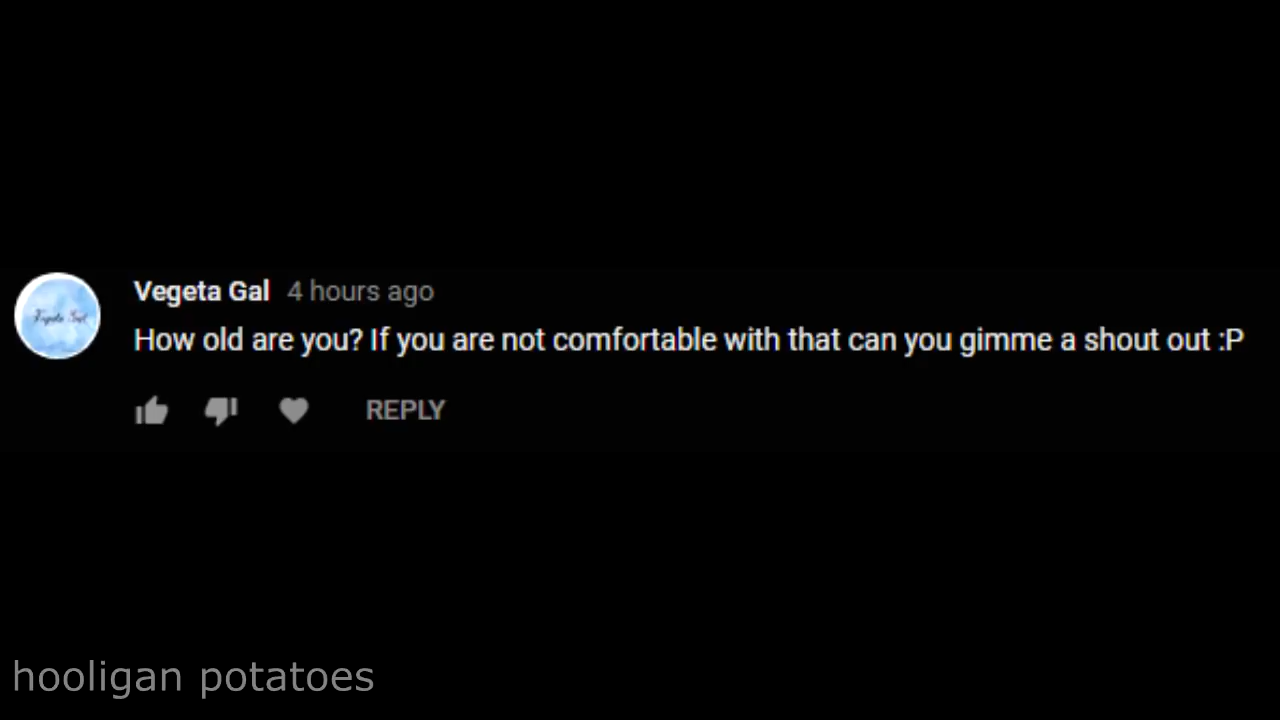 Vegeta Gal 4 hours ago
How old are you? If you are not comfortable with that can you gimme a shout out :P
REPLY
hooligan potatoes